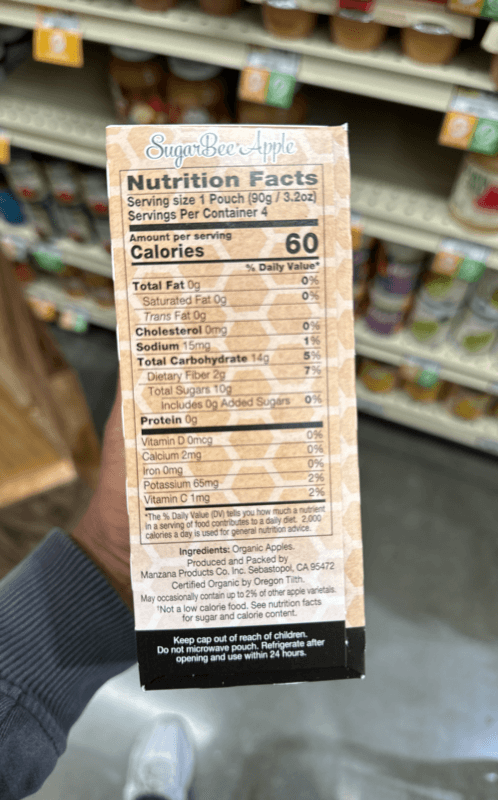 SugarBee Apple
Nutrition Facts
Serving size 1 Pouch (90g / 3.2oz)
Servings Per Container 4
Amount per serving
Calories 60
% Daily Value*
Total Fat 0g 0%
Saturated Fat 0g 0%
Trans Fat 0g
Cholesterol 0mg 0%
Sodium 15mg 1%
Total Carbohydrate 14g 5%
Dietary Fiber 2g 7%
Total Sugars 10g
Includes 0g Added Sugars 0%
Protein 0g
Vitamin D 0mcg 0%
Calcium 2mg 0%
Iron 0mg 0%
Potassium 65mg 2%
Vitamin C 1mg 2%
*The % Daily Value (DV) tells you how much a nutrient
in a serving of food contributes to a daily diet. 2,000
calories a day is used for general nutrition advice.
Ingredients: Organic Apples.
Produced and Packed by
Manzana Products Co. Inc. Sebastopol, CA 95472
Certified Organic by Oregon Tilth.
May occasionally contain up to 2% of other apple varietals.
†Not a low calorie food. See nutrition facts
for sugar and calorie content.
Keep cap out of reach of children.
Do not microwave pouch. Refrigerate after
opening and use within 24 hours.